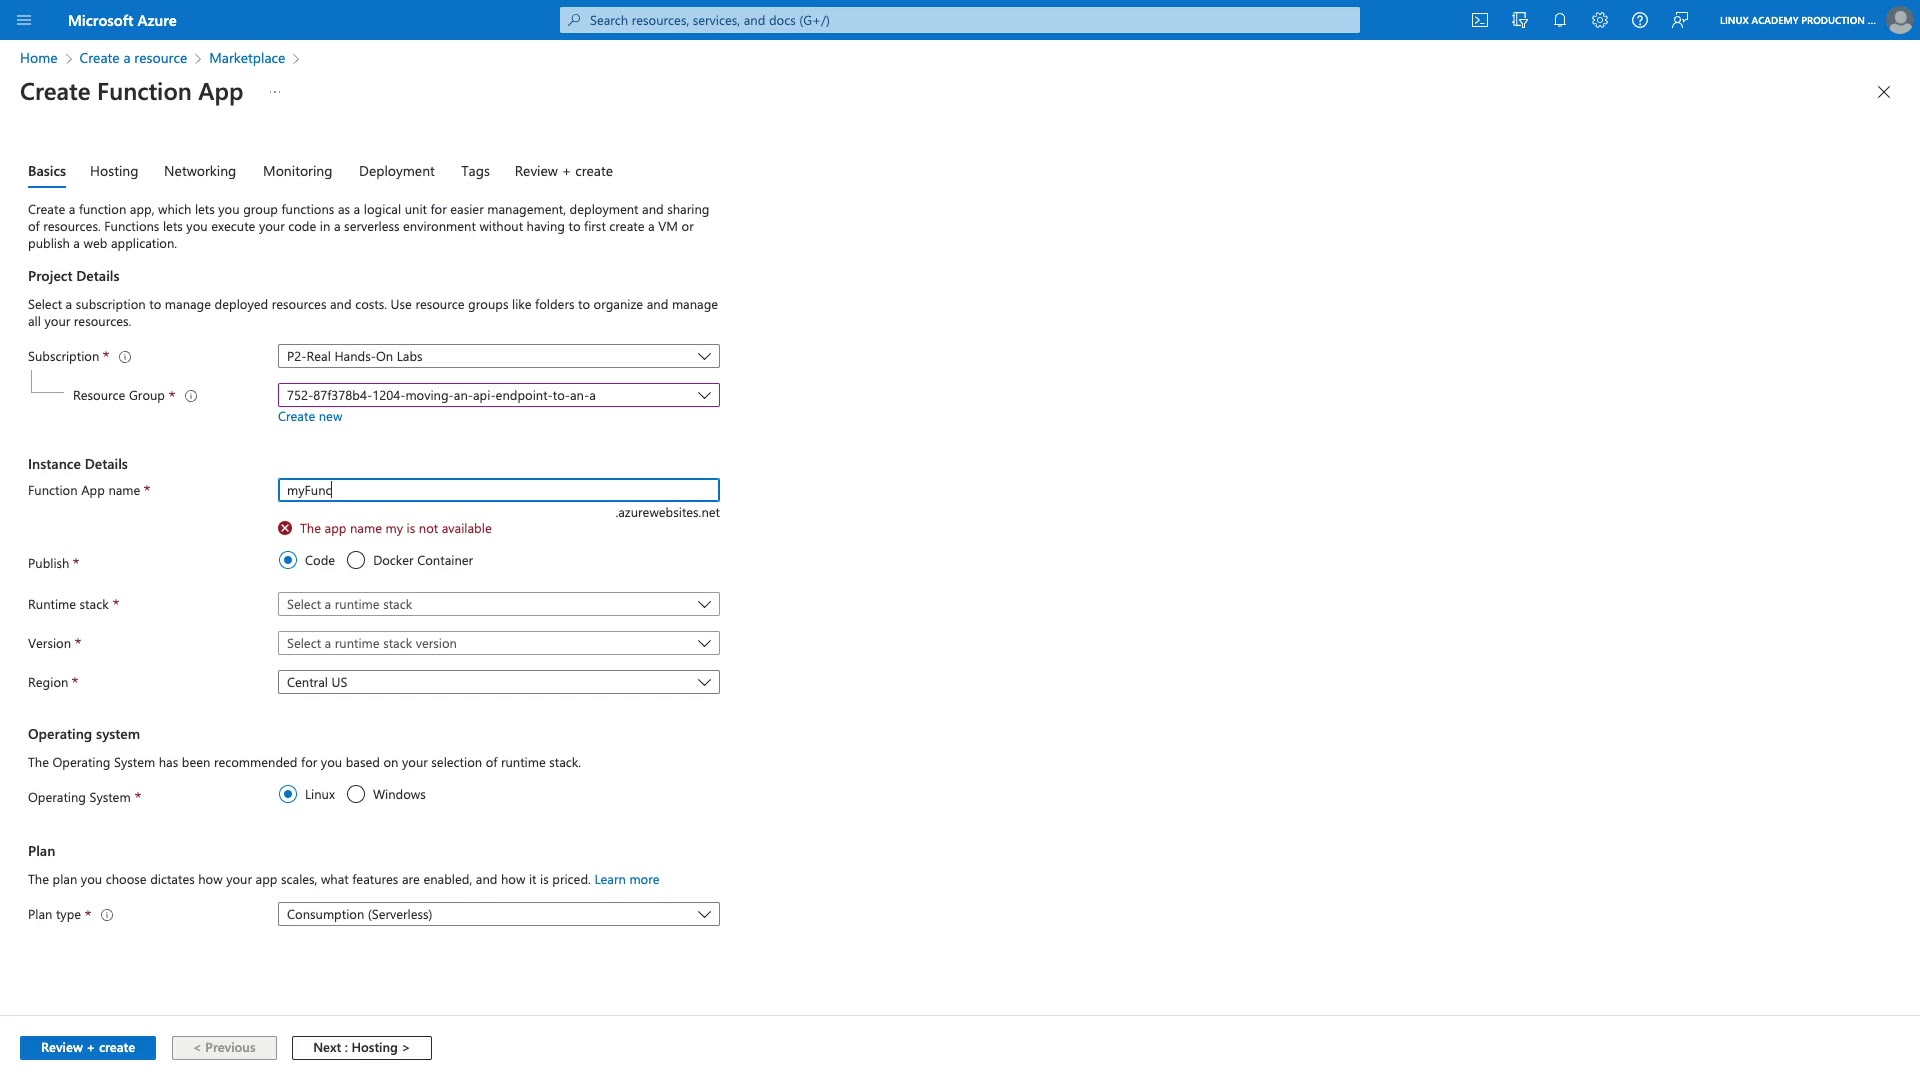 Microsoft Azure
Search resources, services, and docs (G+/)
LINUX ACADEMY PRODUCTION ...
Home > Create a resource > Marketplace >
Create Function App ...
Basics Hosting Networking Monitoring Deployment Tags Review + create
Create a function app, which lets you group functions as a logical unit for easier management, deployment and sharing
of resources. Functions lets you execute your code in a serverless environment without having to first create a VM or
publish a web application.
Project Details
Select a subscription to manage deployed resources and costs. Use resource groups like folders to organize and manage
all your resources.
Subscription * P2-Real Hands-On Labs
Resource Group * 752-87f378b4-1204-moving-an-api-endpoint-to-an-a
Create new
Instance Details
Function App name * myFunc
.azurewebsites.net
The app name my is not available
Publish * Code Docker Container
Runtime stack * Select a runtime stack
Version * Select a runtime stack version
Region * Central US
Operating system
The Operating System has been recommended for you based on your selection of runtime stack.
Operating System * Linux Windows
Plan
The plan you choose dictates how your app scales, what features are enabled, and how it is priced. Learn more
Plan type * Consumption (Serverless)
Review + create < Previous Next : Hosting >